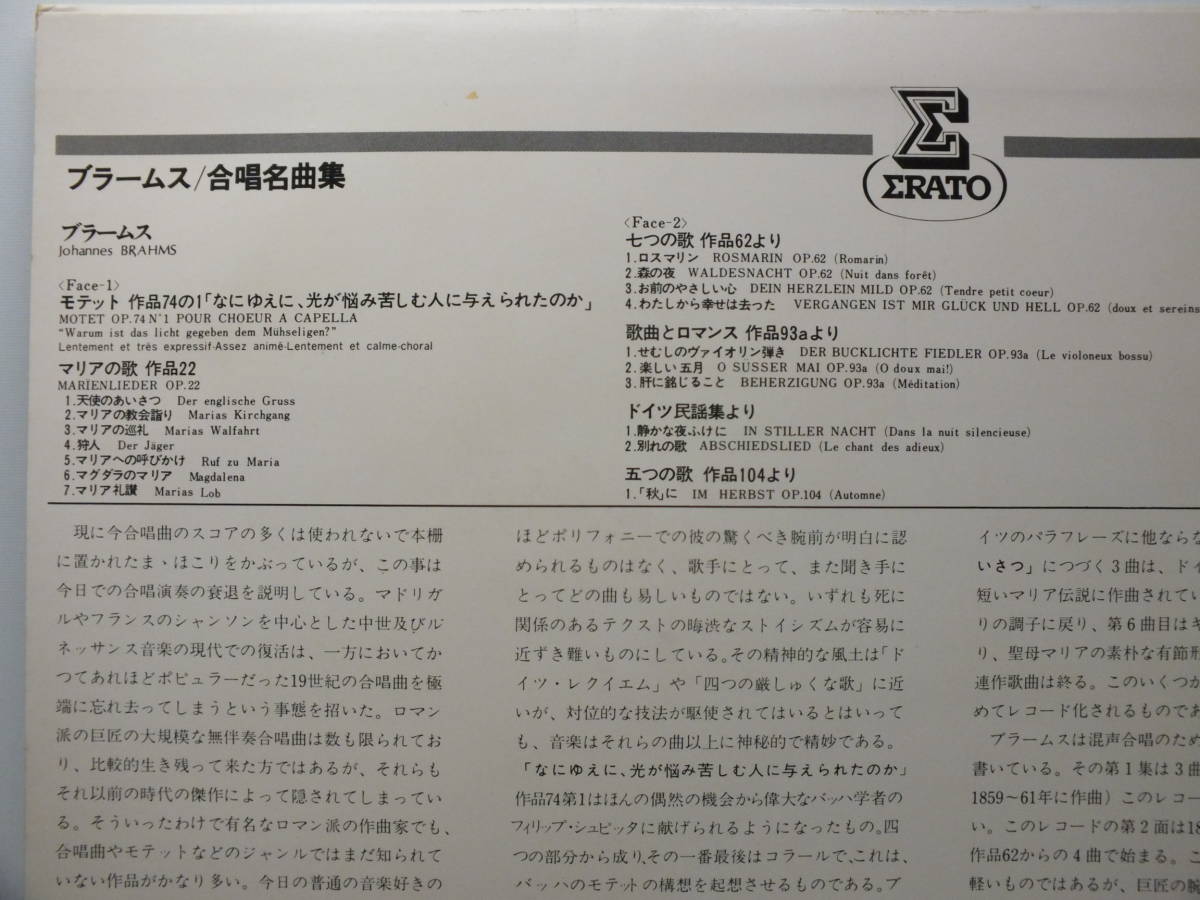 Σ
ΣRATO
ブラームス/合唱名曲集
ブラームス
Johannes BRAHMS
〈Face-1〉
モテット 作品74の1「なにゆえに、光が悩み苦しむ人に与えられたのか」
MOTET OP.74 N°1 POUR CHOEUR A CAPELLA
“Warum ist das licht gegeben dem Mühseligen?”
Lentement et très expressif-Assez animé-Lentement et calme-choral
マリアの歌 作品22
MARÏENLIEDER OP.22
1.天使のあいさつ Der englische Gruss
2.マリアの教会詣り Marias Kirchgang
3.マリアの巡礼 Marias Walfahrt
4.狩人 Der Jäger
5.マリアへの呼びかけ Ruf zu Maria
6.マグダラのマリア Magdalena
7.マリア礼讃 Marias Lob
〈Face-2〉
七つの歌 作品62より
1.ロスマリン ROSMARIN OP.62 (Romarin)
2.森の夜 WALDESNACHT OP.62 (Nuit dans forêt)
3.お前のやさしい心 DEIN HERZLEIN MILD OP.62 (Tendre petit coeur)
4.わたしから幸せは去った VERGANGEN IST MIR GLÜCK UND HELL OP.62 (doux et sereins
歌曲とロマンス 作品93aより
1.せむしのヴァイオリン弾き DER BUCKLICHTE FIEDLER OP.93a (Le violoneux bossu)
2.楽しい五月 O SÜSSER MAI OP.93a (O doux mai!)
3.肝に銘じること BEHERZIGUNG OP.93a (Méditation)
ドイツ民謡集より
1.静かな夜ふけに IN STILLER NACHT (Dans la nuit silencieuse)
2.別れの歌 ABSCHIEDSLIED (Le chant des adieux)
五つの歌 作品104より
1.「秋」に IM HERBST OP.104 (Automne)
現に今合唱曲のスコアの多くは使われないで本棚
に置かれたまゝほこりをかぶっているが、この事は
今日での合唱演奏の衰退を説明している。マドリガ
ルやフランスのシャンソンを中心とした中世及びル
ネッサンス音楽の現代での復活は、一方においてか
つてあれほどポピュラーだった19世紀の合唱曲を極
端に忘れ去ってしまうという事態を招いた。ロマン
派の巨匠の大規模な無伴奏合唱曲は数も限られてお
り、比較的生き残って来た方ではあるが、それらも
それ以前の時代の傑作によって隠されてしまってい
る。そういったわけで有名なロマン派の作曲家でも、
合唱曲やモテットなどのジャンルではまだ知られて
いない作品がかなり多い。今日の普通の音楽好きの
ほどポリフォニーでの彼の驚くべき腕前が明白に認
められるものはなく、歌手にとって、また聞き手に
とってどの曲も易しいものではない。いずれも死に
関係のあるテクストの晦渋なストイシズムが容易に
近ずき難いものにしている。その精神的な風土は「ド
イツ・レクイエム」や「四つの厳しゅくな歌」に近
いが、対位的な技法が駆使されてはいるとはいって
も、音楽はそれらの曲以上に神秘的で精妙である。
「なにゆえに、光が悩み苦しむ人に与えられたのか」
作品74第1はほんの偶然の機会から偉大なバッハ学者の
フィリップ・シュピッタに献げられるようになったもの。四
つの部分から成り、その一番最後はコラールで、これは、
バッハのモテットの構想を起想させるものである。ブ
イツのパラフレーズに他ならな
いさつ」につづく3曲は、ドイ
短いマリア伝説に作曲されてい
りの調子に戻り、第6曲目はキ
り、聖母マリアの素朴な有節形
連作歌曲は終る。このいくつか
めてレコード化されるものであ
ブラームスは混声合唱のため
書いている。その第1集は3曲
1859〜61年に作曲）このレコー
い。このレコードの第2面は18
作品62からの4曲で始まる。こ
軽いものではあるが、巨匠の腕